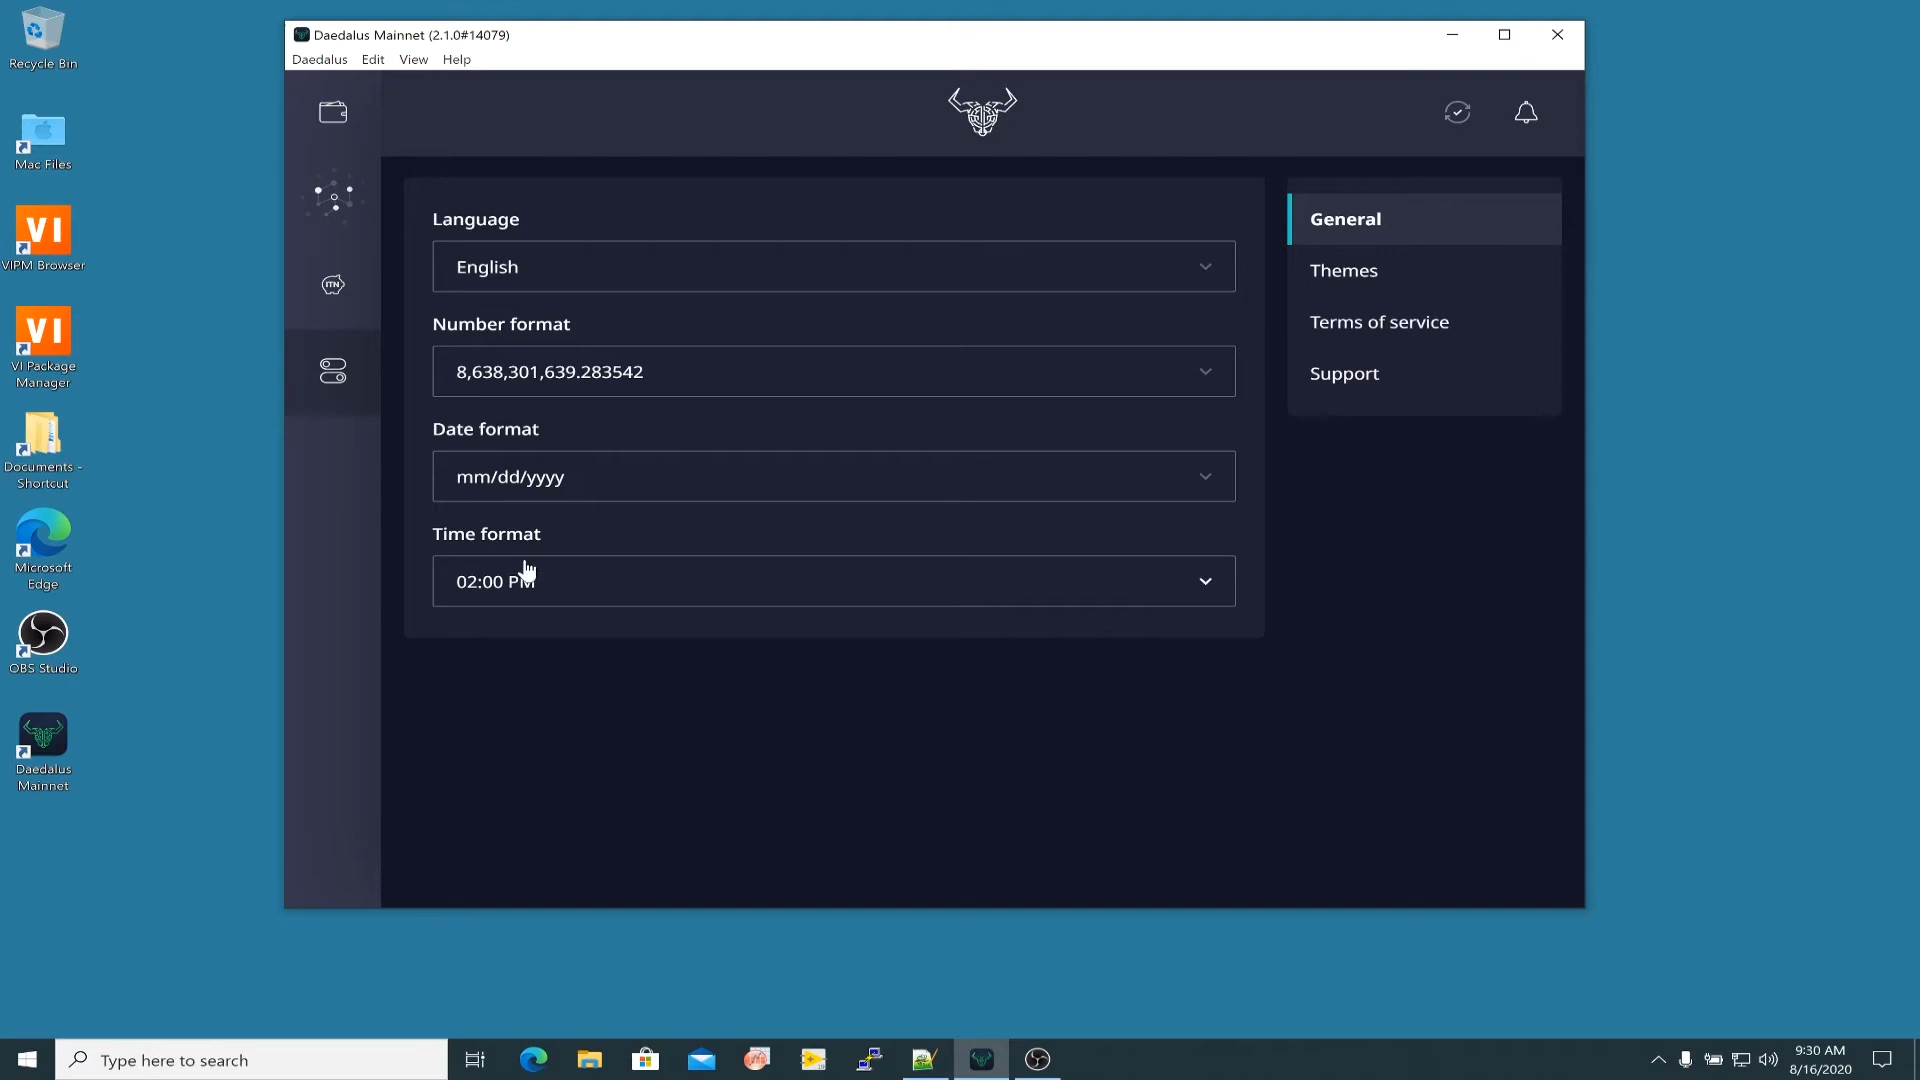 Recycle Bin
Mac Files
VI
VIPM Browser
VI
VI Package
Manager
Documents -
Shortcut
Microsoft
Edge
OBS Studio
Daedalus
Mainnet
Daedalus Mainnet (2.1.0#14079)
Daedalus Edit View Help
ITN
Language
English
Number format
8,638,301,639.283542
Date format
mm/dd/yyyy
Time format
02:00 PM
General
Themes
Terms of service
Support
Type here to search
9:30 AM
8/16/2020